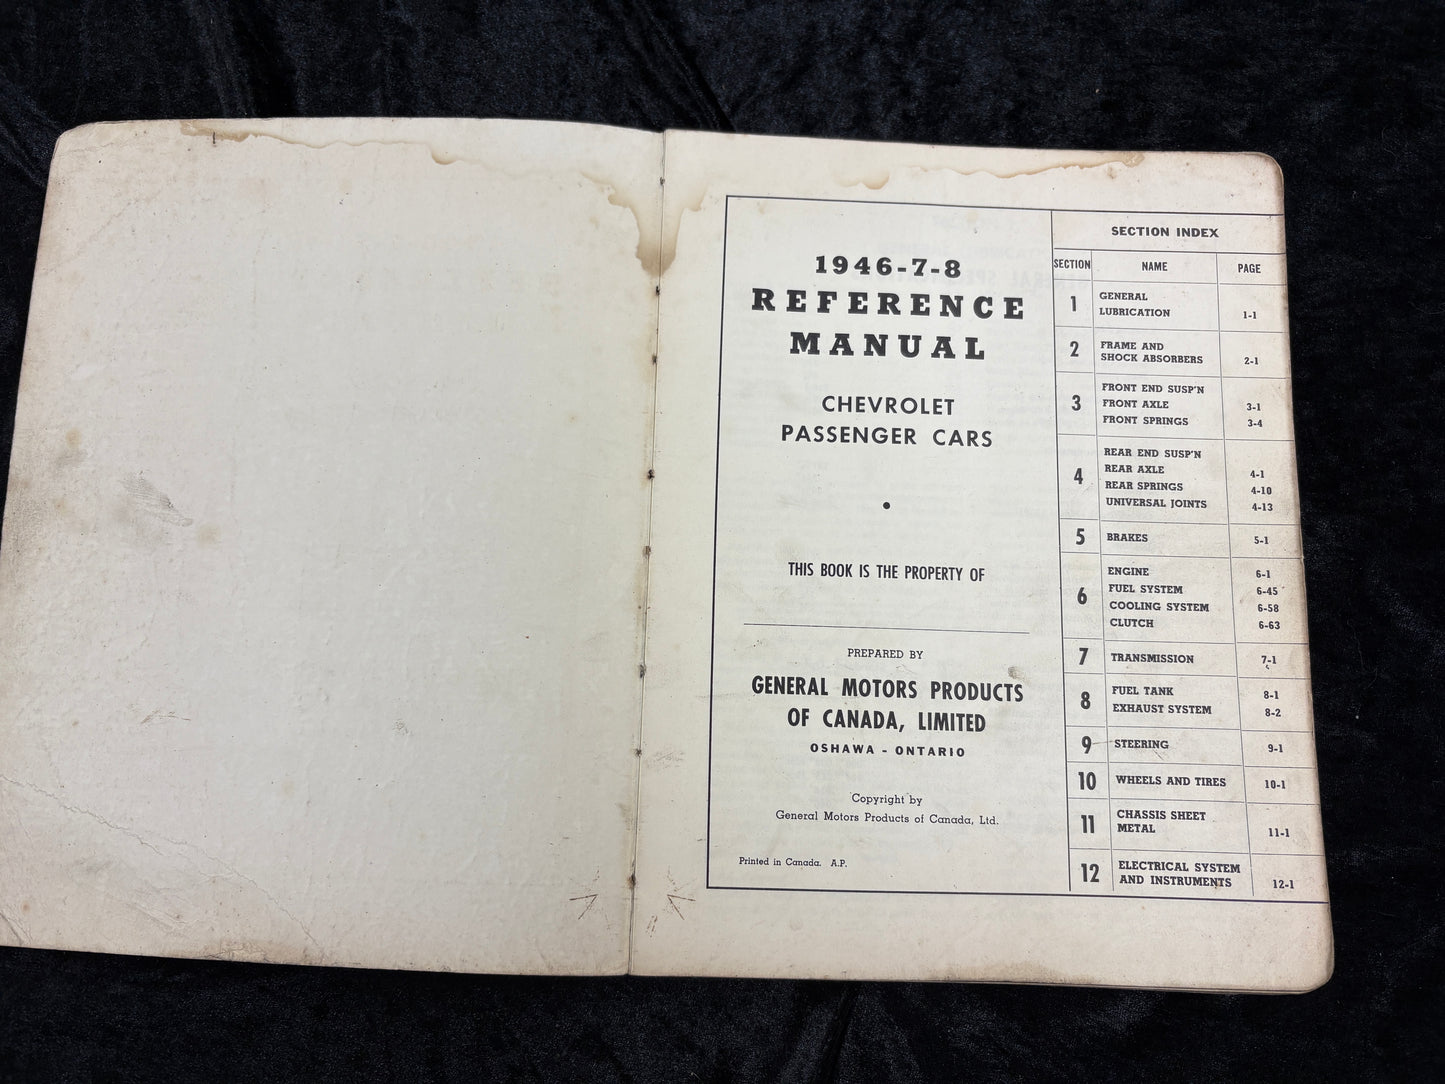 1946-7-8
REFERENCE
MANUAL
CHEVROLET
PASSENGER CARS
•
THIS BOOK IS THE PROPERTY OF
PREPARED BY
GENERAL MOTORS PRODUCTS
OF CANADA, LIMITED
OSHAWA - ONTARIO
Copyright by
General Motors Products of Canada, Ltd.
Printed in Canada. A.P.
SECTION INDEX
SECTION NAME PAGE
1 GENERAL
LUBRICATION 1-1
2 FRAME AND
SHOCK ABSORBERS 2-1
3 FRONT END SUSP'N
FRONT AXLE 3-1
FRONT SPRINGS 3-4
4 REAR END SUSP'N
REAR AXLE 4-1
REAR SPRINGS 4-10
UNIVERSAL JOINTS 4-13
5 BRAKES 5-1
6 ENGINE 6-1
FUEL SYSTEM 6-45
COOLING SYSTEM 6-58
CLUTCH 6-63
7 TRANSMISSION 7-1
8 FUEL TANK 8-1
EXHAUST SYSTEM 8-2
9 STEERING 9-1
10 WHEELS AND TIRES 10-1
11 CHASSIS SHEET
METAL 11-1
12 ELECTRICAL SYSTEM
AND INSTRUMENTS 12-1